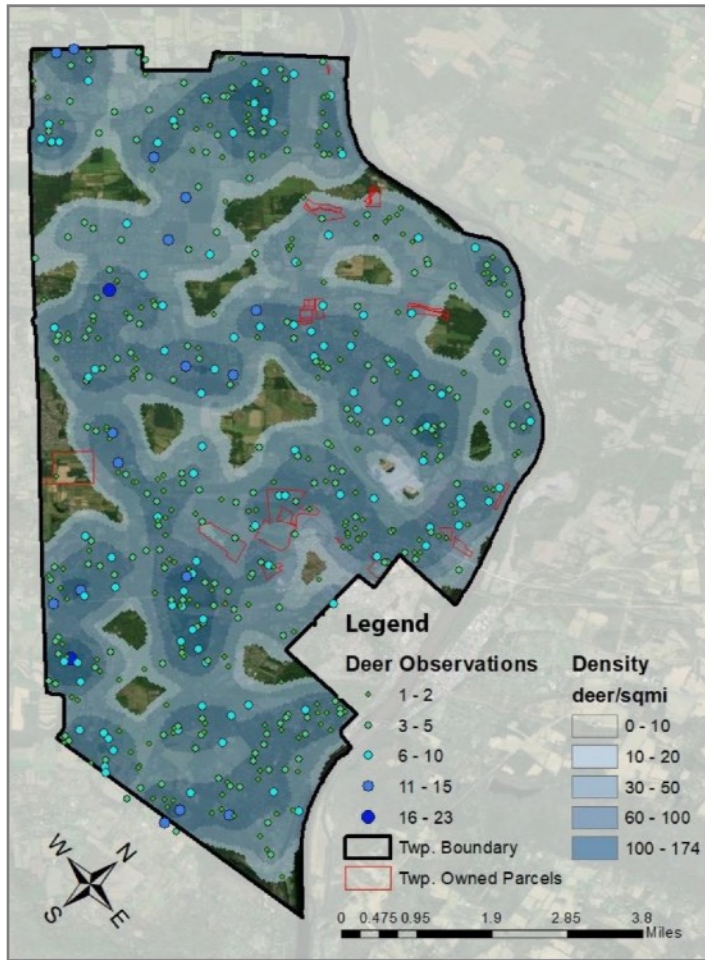 Legend
Deer Observations
1 - 2
3 - 5
6 - 10
11 - 15
16 - 23
Twp. Boundary
Twp. Owned Parcels
Density
deer/sqmi
0 - 10
10 - 20
30 - 50
60 - 100
100 - 174
W N
S E
0 0.475 0.95 1.9 2.85 3.8
Miles